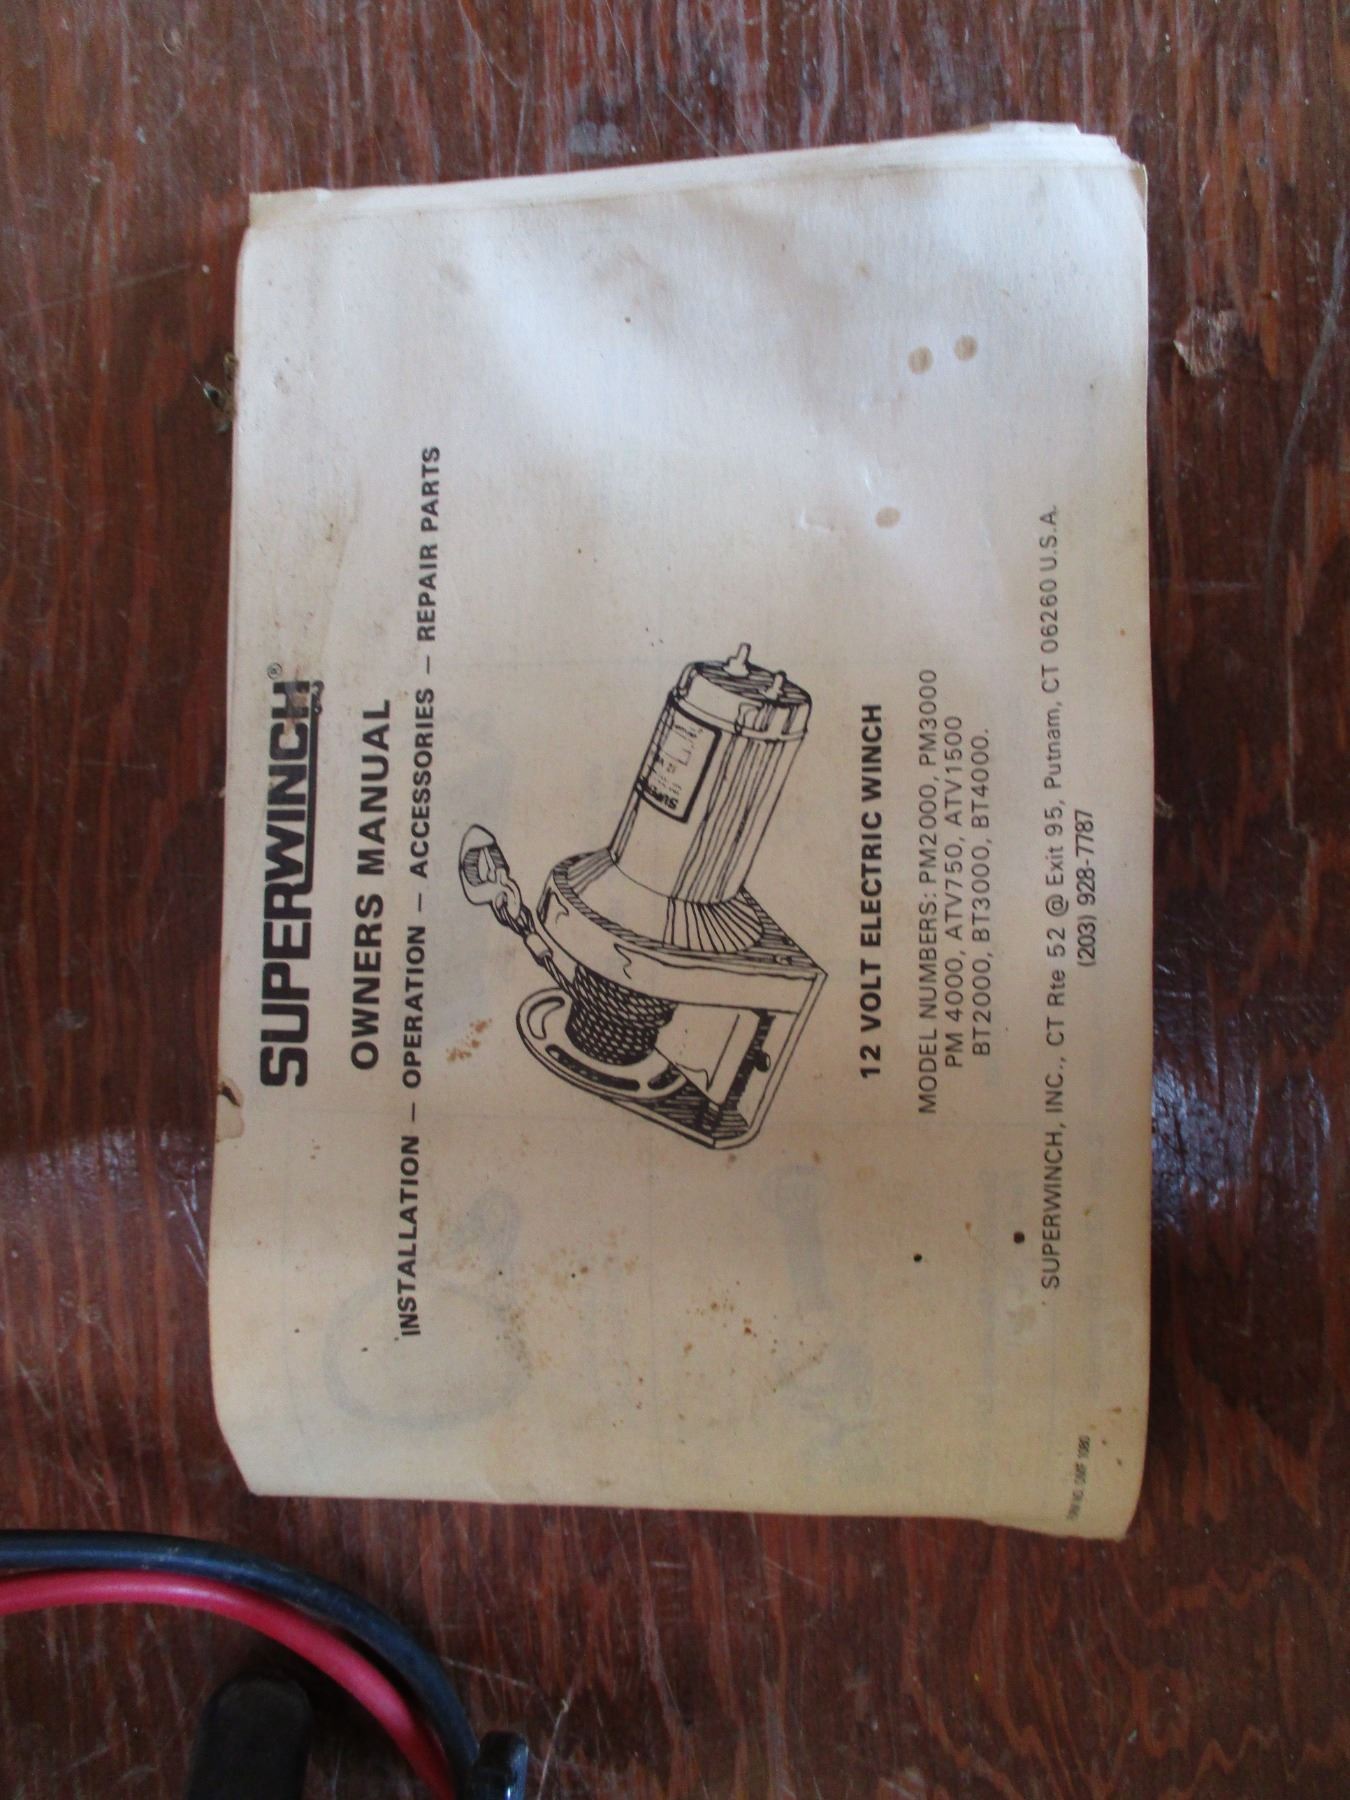 SUPERWINCH®
OWNERS MANUAL
INSTALLATION — OPERATION — ACCESSORIES — REPAIR PARTS
12 VOLT ELECTRIC WINCH
MODEL NUMBERS: PM2000, PM3000
PM 4000, ATV750, ATV1500
BT2000, BT3000, BT4000.
SUPERWINCH, INC., CT Rte 52 @ Exit 95, Putnam, CT 06260 U.S.A.
(203) 928-7787
1080